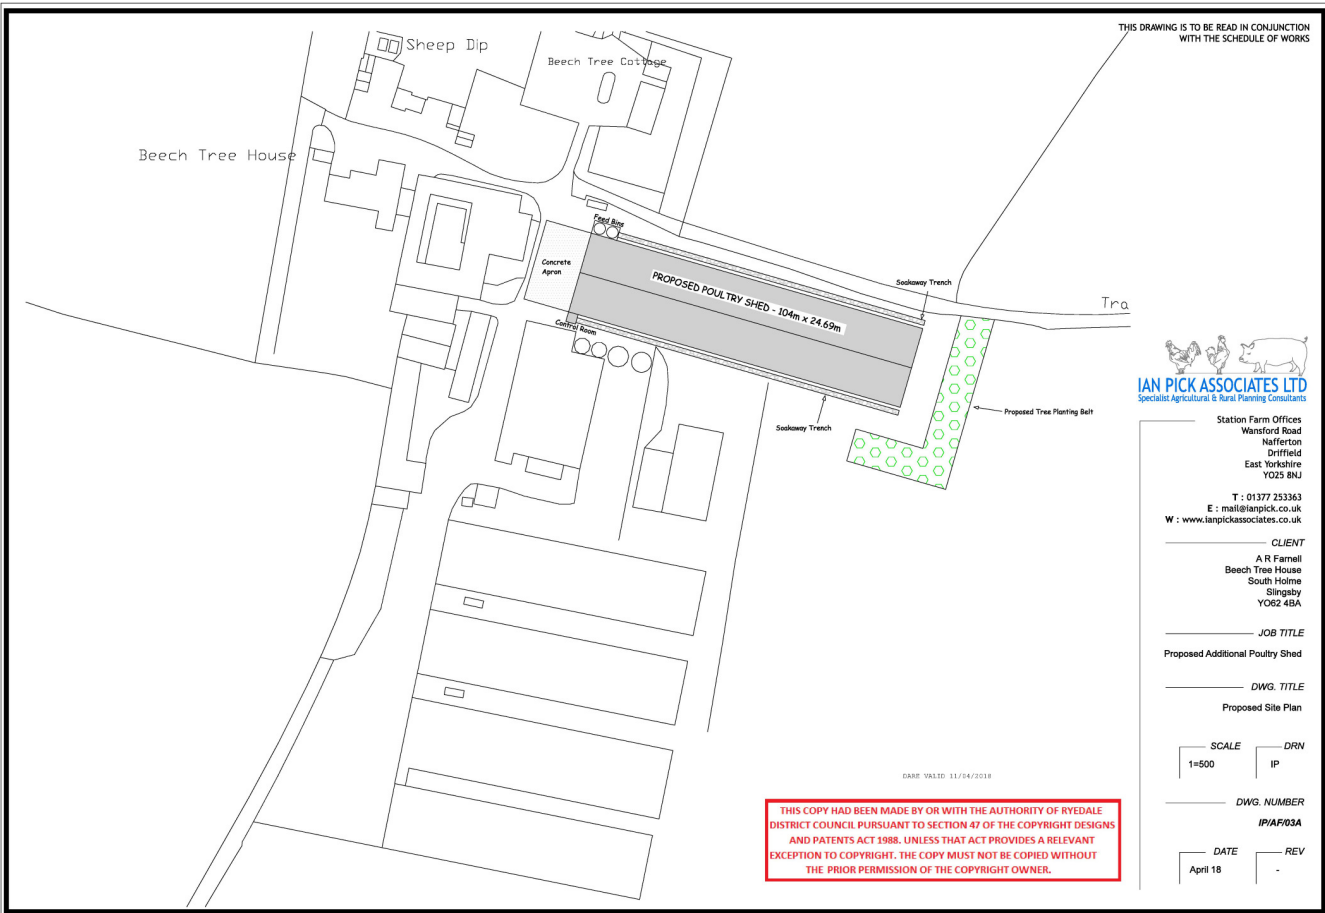 THIS DRAWING IS TO BE READ IN CONJUNCTION
WITH THE SCHEDULE OF WORKS
Sheep Dip
Beech Tree Cottage
Beech Tree House
Feed Bins
Concrete
Apron
PROPOSED POULTRY SHED - 104m x 24.69m
Soakaway Trench
Tra
Control Room
Proposed Tree Planting Belt
Soakaway Trench
IAN PICK ASSOCIATES LTD
Specialist Agricultural & Rural Planning Consultants
Station Farm Offices
Wansford Road
Nafferton
Driffield
East Yorkshire
YO25 8NJ
T : 01377 253363
E : mail@ianpick.co.uk
W : www.ianpickassociates.co.uk
CLIENT
A R Farnell
Beech Tree House
South Holme
Slingsby
YO62 4BA
JOB TITLE
Proposed Additional Poultry Shed
DWG. TITLE
Proposed Site Plan
SCALE
1=500
DRN
IP
DWG. NUMBER
IP/AF/03A
DATE
April 18
REV
-
DARK VALID 11/04/2018
THIS COPY HAD BEEN MADE BY OR WITH THE AUTHORITY OF RYEDALE
DISTRICT COUNCIL PURSUANT TO SECTION 47 OF THE COPYRIGHT DESIGNS
AND PATENTS ACT 1988. UNLESS THAT ACT PROVIDES A RELEVANT
EXCEPTION TO COPYRIGHT. THE COPY MUST NOT BE COPIED WITHOUT
THE PRIOR PERMISSION OF THE COPYRIGHT OWNER.